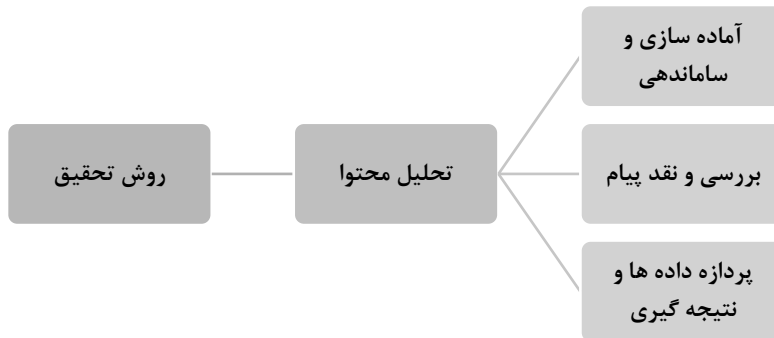 روش تحقیق
تحلیل محتوا
آماده سازی و
ساماندهی
بررسی و نقد پیام
پردازه داده ها و
نتیجه گیری